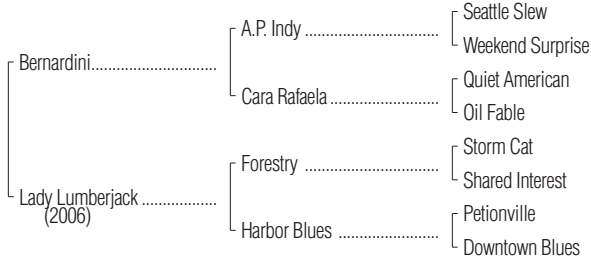 Seattle Slew
A.P. Indy ..............................
Weekend Surprise
Bernardini............................
Quiet American
Cara Rafaela ........................
Oil Fable
Storm Cat
Forestry ..............................
Shared Interest
Lady Lumberjack .................
(2006)
Petionville
Harbor Blues ......................
Downtown Blues